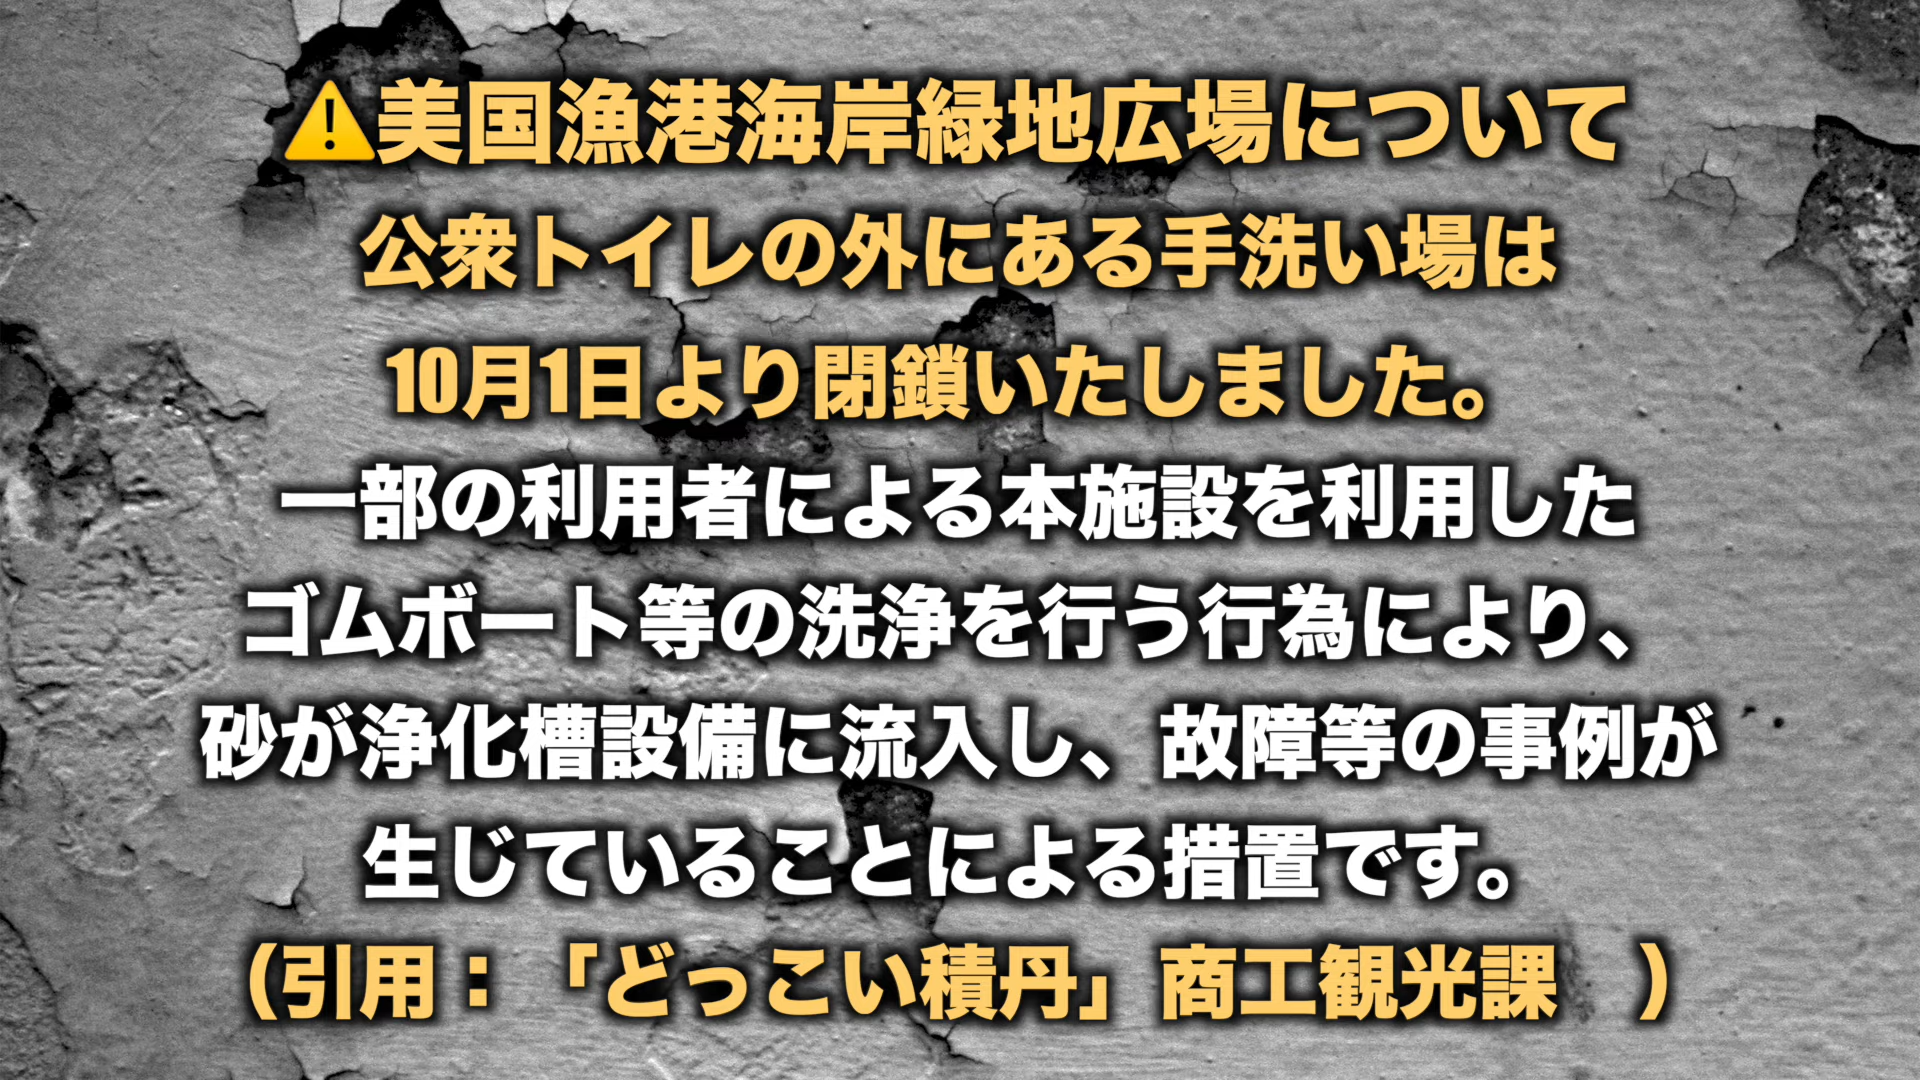 ⚠️美国漁港海岸緑地広場について
公衆トイレの外にある手洗い場は
10月1日より閉鎖いたしました。
一部の利用者による本施設を利用した
ゴムボート等の洗浄を行う行為により、
砂が浄化槽設備に流入し、故障等の事例が
生じていることによる措置です。
（引用：「どっこい積丹」商工観光課　）